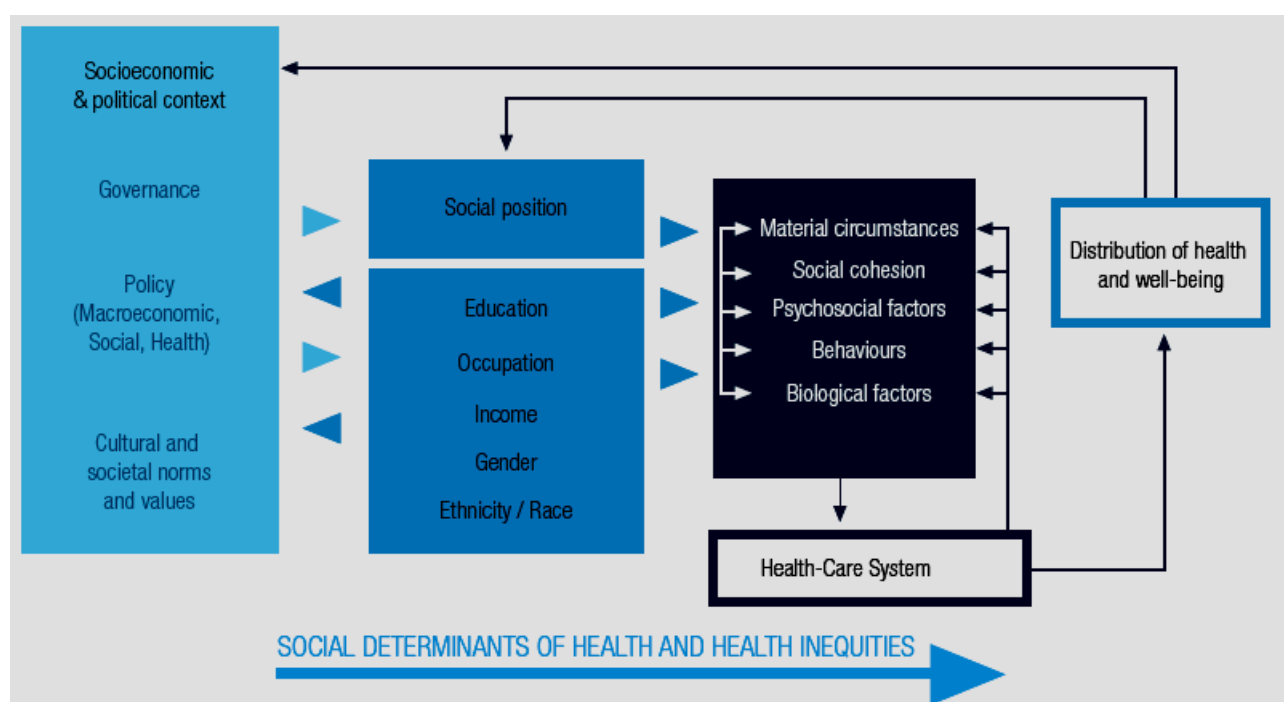 Socioeconomic
& political context
Governance
Policy
(Macroeconomic,
Social, Health)
Cultural and
societal norms
and values
Social position
Education
Occupation
Income
Gender
Ethnicity / Race
Material circumstances
Social cohesion
Psychosocial factors
Behaviours
Biological factors
Health-Care System
Distribution of health
and well-being
SOCIAL DETERMINANTS OF HEALTH AND HEALTH INEQUITIES